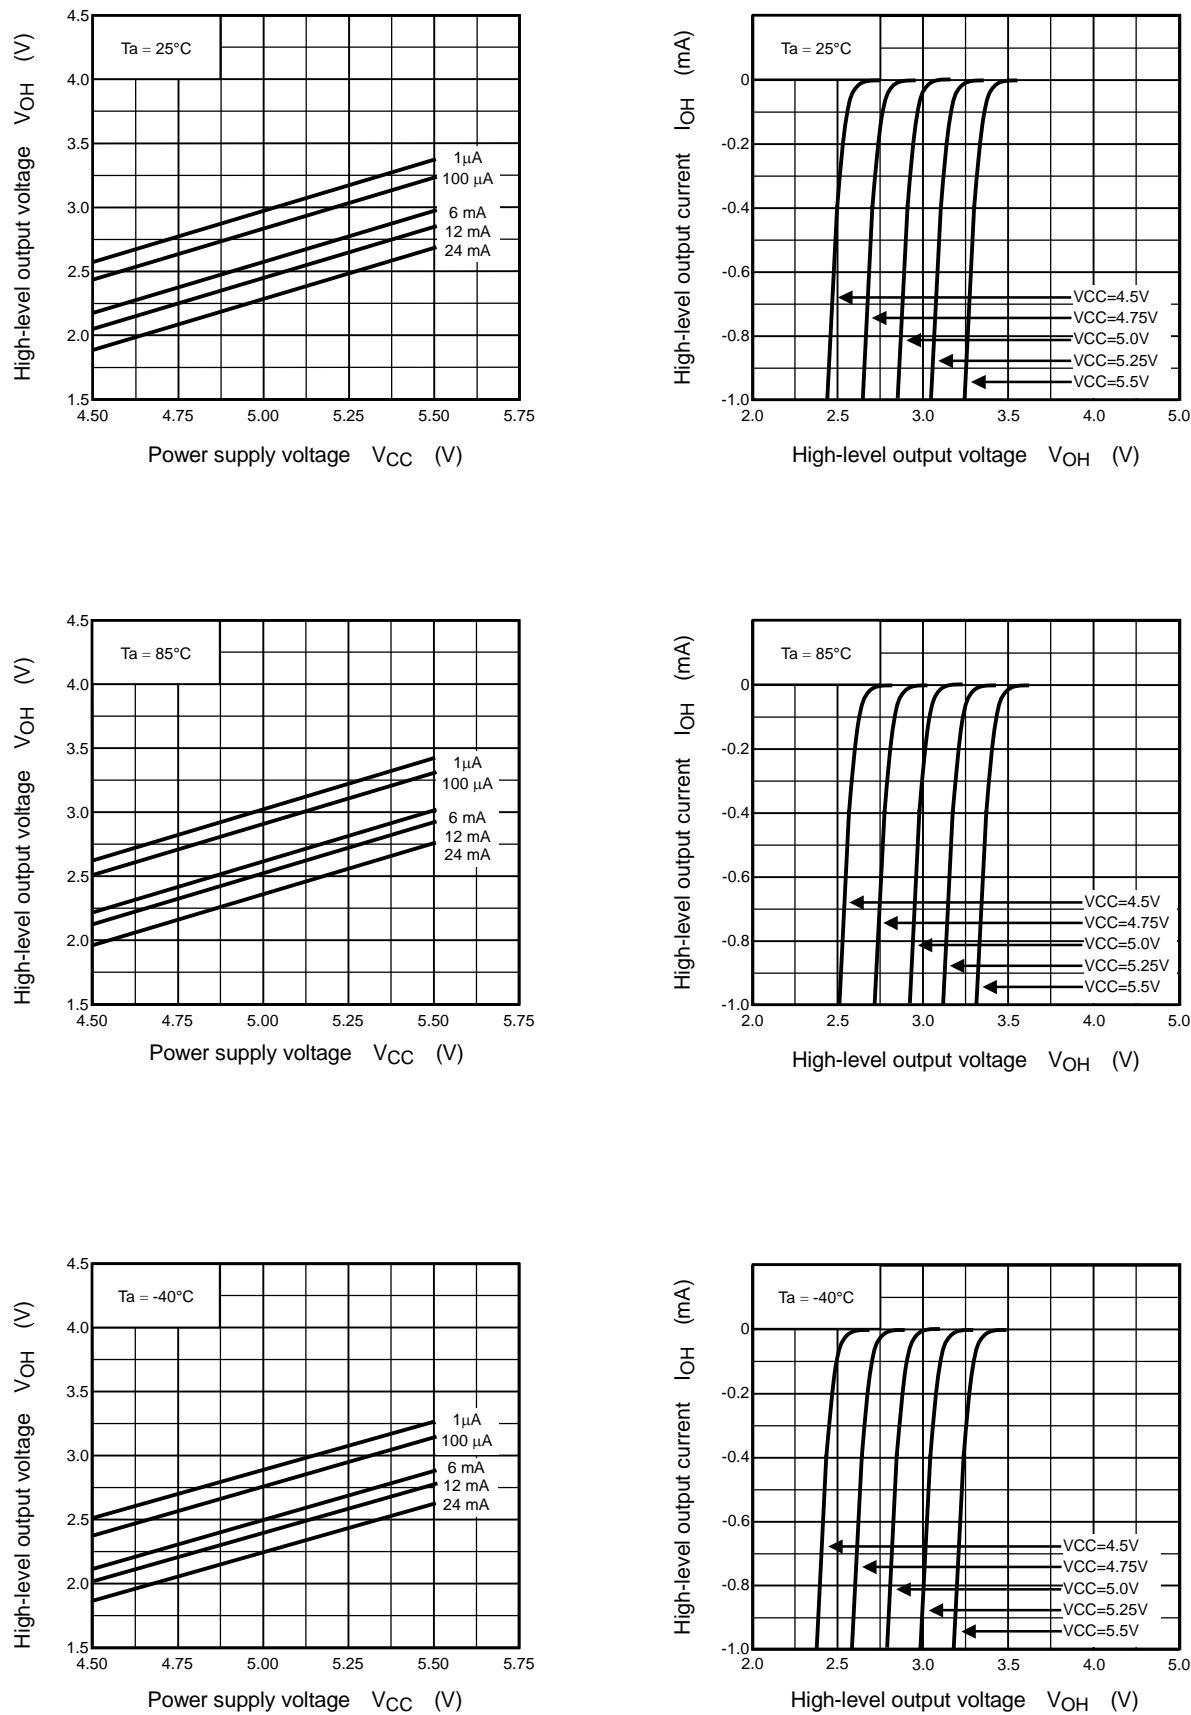 4.5
Ta = 25°C
4.0
3.5
3.0
2.5
2.0
1.5
1μA
100 μA
6 mA
12 mA
24 mA
4.50 4.75 5.00 5.25 5.50 5.75
High-level output voltage VOH (V)
Power supply voltage VCC (V)
Ta = 25°C
0
-0.2
-0.4
-0.6
-0.8
-1.0
VCC=4.5V
VCC=4.75V
VCC=5.0V
VCC=5.25V
VCC=5.5V
2.0 2.5 3.0 3.5 4.0 5.0
High-level output current IOH (mA)
High-level output voltage VOH (V)
4.5
Ta = 85°C
4.0
3.5
3.0
2.5
2.0
1.5
1μA
100 μA
6 mA
12 mA
24 mA
4.50 4.75 5.00 5.25 5.50 5.75
High-level output voltage VOH (V)
Power supply voltage VCC (V)
Ta = 85°C
0
-0.2
-0.4
-0.6
-0.8
-1.0
VCC=4.5V
VCC=4.75V
VCC=5.0V
VCC=5.25V
VCC=5.5V
2.0 2.5 3.0 3.5 4.0 5.0
High-level output current IOH (mA)
High-level output voltage VOH (V)
4.5
Ta = -40°C
4.0
3.5
3.0
2.5
2.0
1.5
1μA
100 μA
6 mA
12 mA
24 mA
4.50 4.75 5.00 5.25 5.50 5.75
High-level output voltage VOH (V)
Power supply voltage VCC (V)
Ta = -40°C
0
-0.2
-0.4
-0.6
-0.8
-1.0
VCC=4.5V
VCC=4.75V
VCC=5.0V
VCC=5.25V
VCC=5.5V
2.0 2.5 3.0 3.5 4.0 5.0
High-level output current IOH (mA)
High-level output voltage VOH (V)